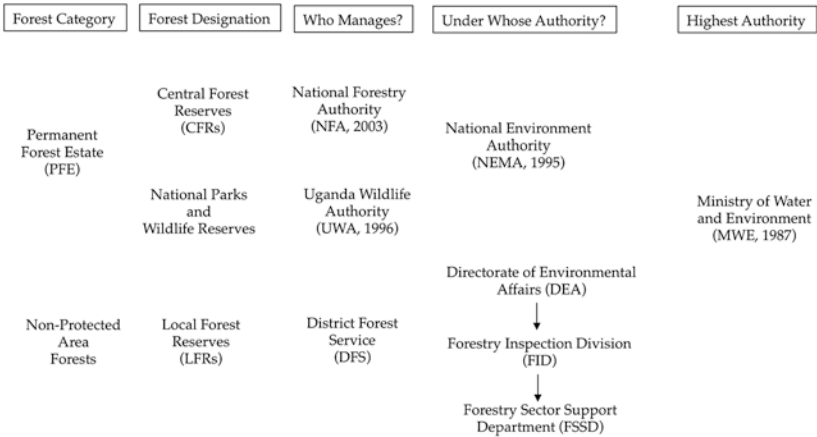 Forest Category
Forest Designation
Who Manages?
Under Whose Authority?
Highest Authority
Permanent
Forest Estate
(PFE)
Central Forest
Reserves
(CFRs)
National Forestry
Authority
(NFA, 2003)
National Environment
Authority
(NEMA, 1995)
National Parks
and
Wildlife Reserves
Uganda Wildlife
Authority
(UWA, 1996)
Ministry of Water
and Environment
(MWE, 1987)
Directorate of Environmental
Affairs (DEA)
Non-Protected
Area
Forests
Local Forest
Reserves
(LFRs)
District Forest
Service
(DFS)
Forestry Inspection Division
(FID)
Forestry Sector Support
Department (FSSD)